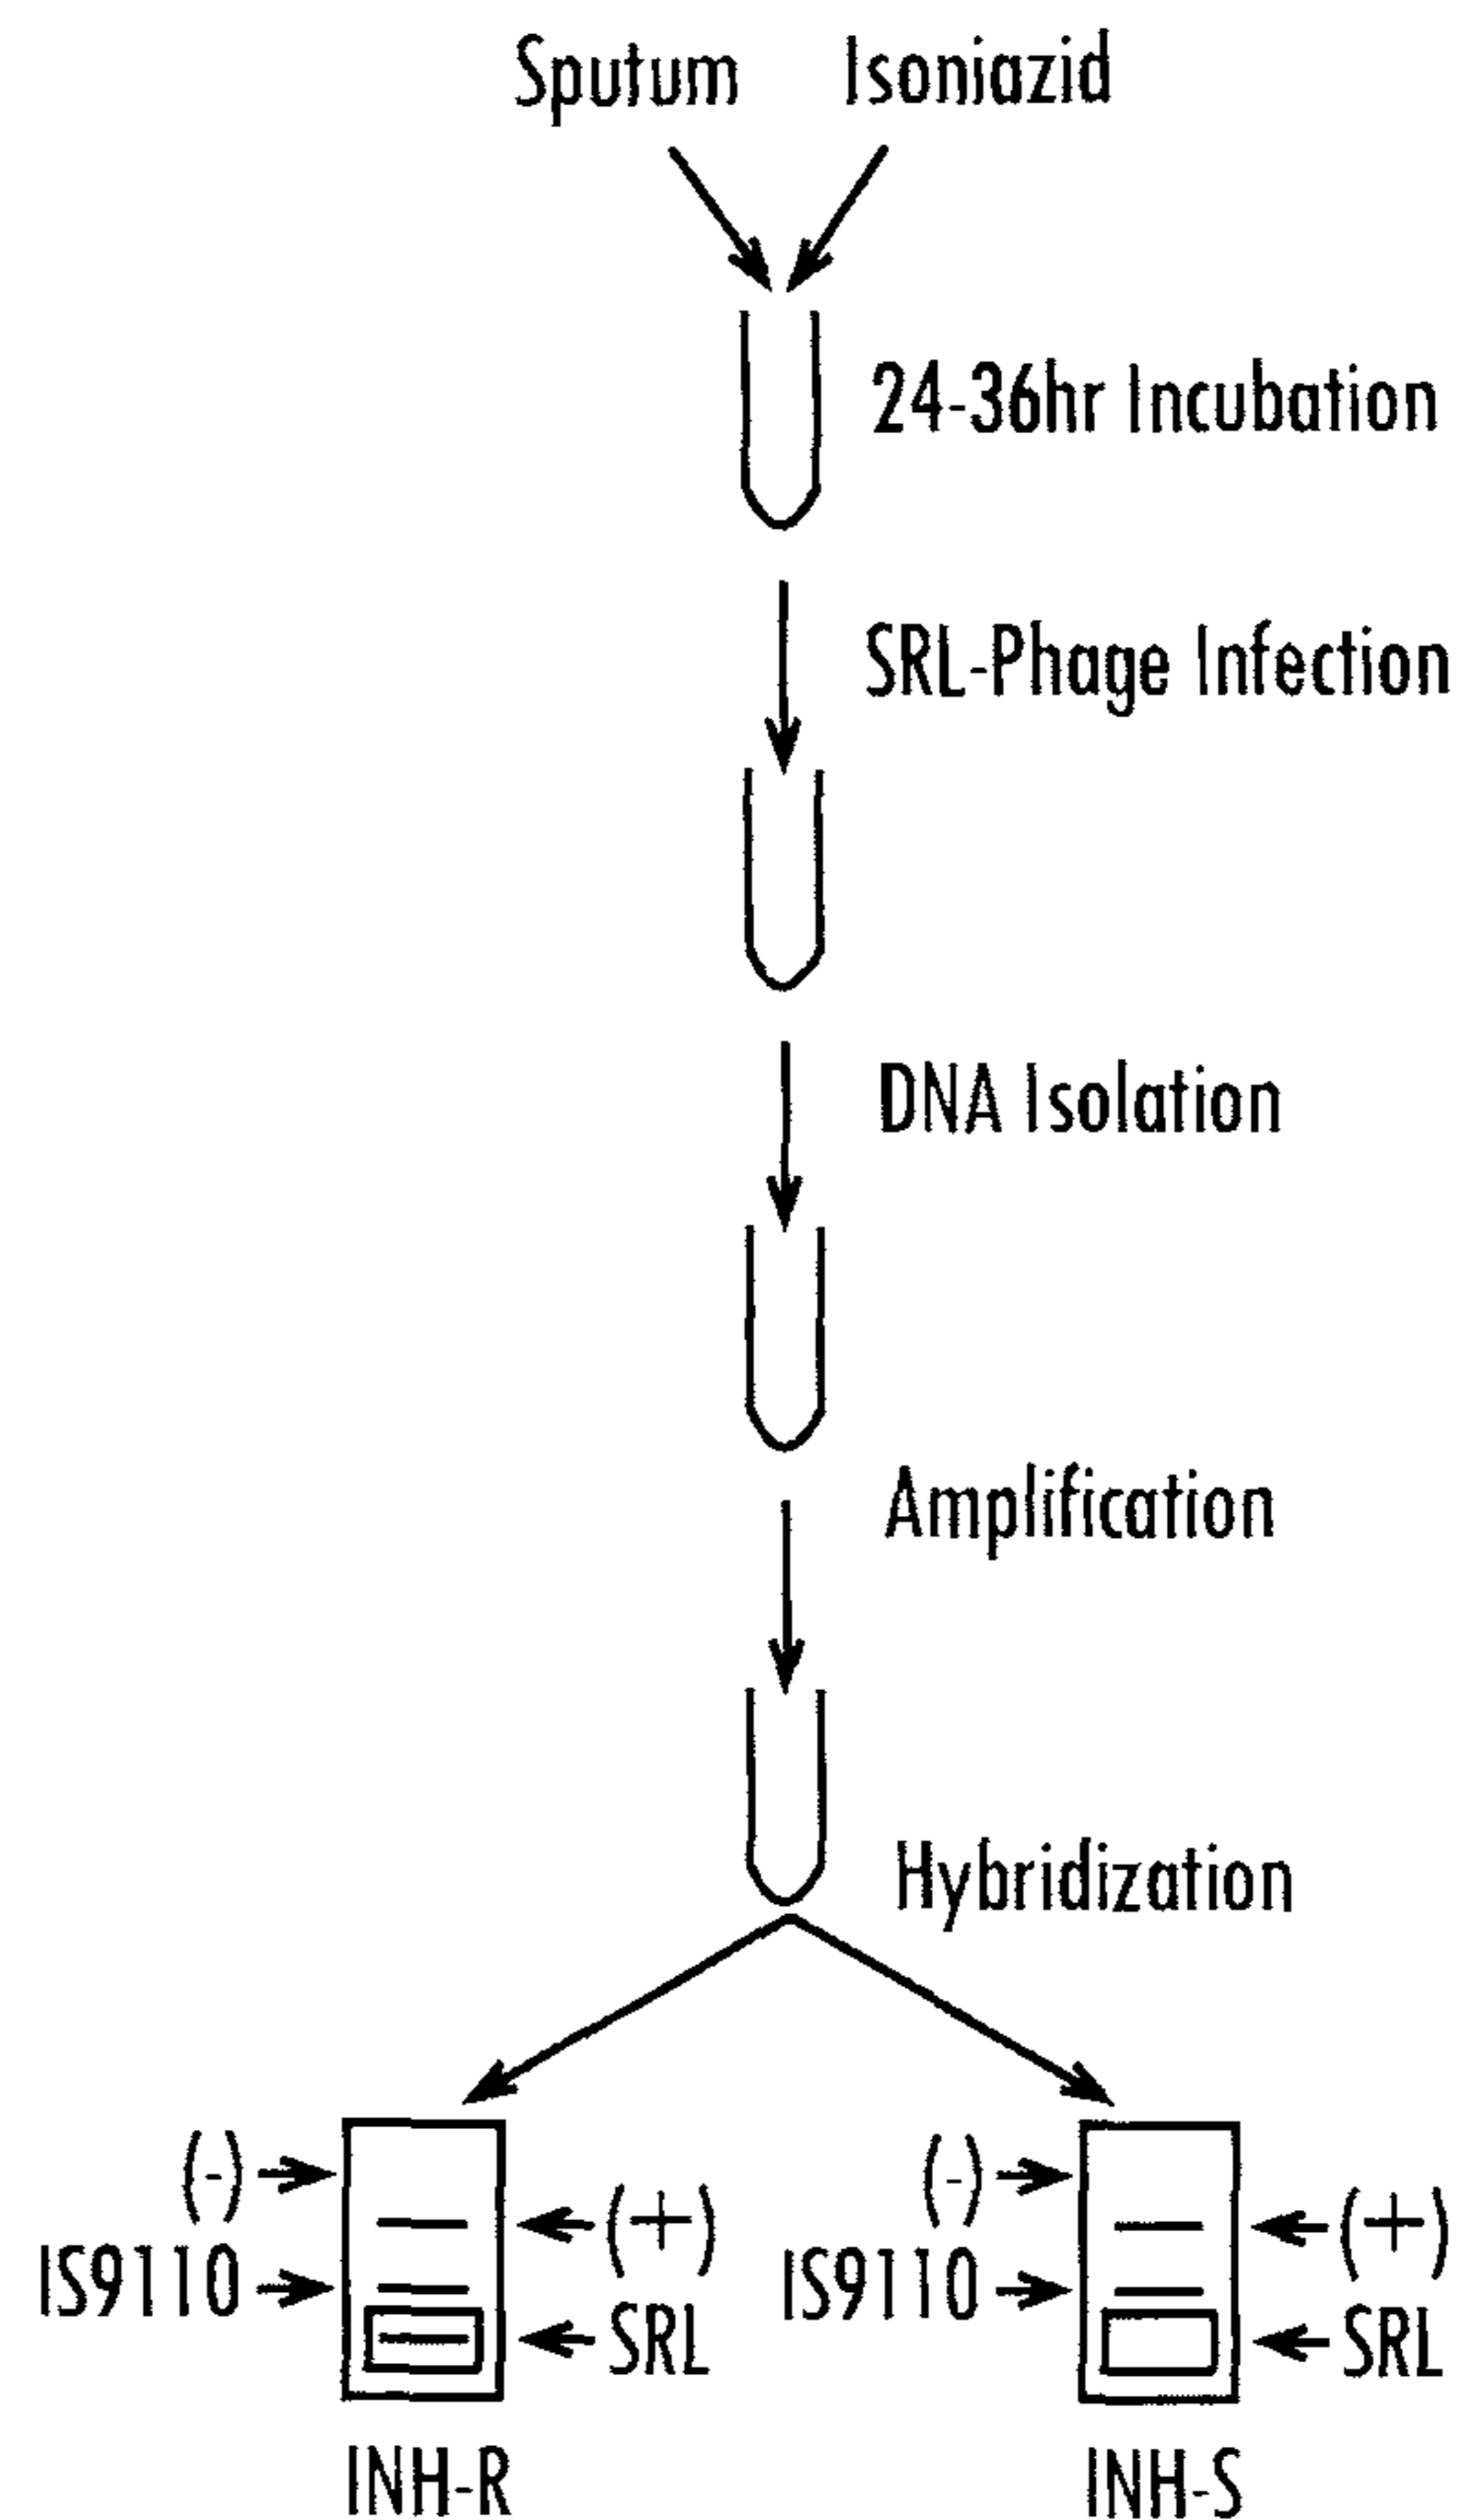 Sputum Isoniazid
24-36hr Incubation
SRL-Phage Infection
DNA Isolation
Amplification
Hybridization
(-) (-)
(+) (+)
IS9110 IS9110
SRL SRL
INH-R INH-S